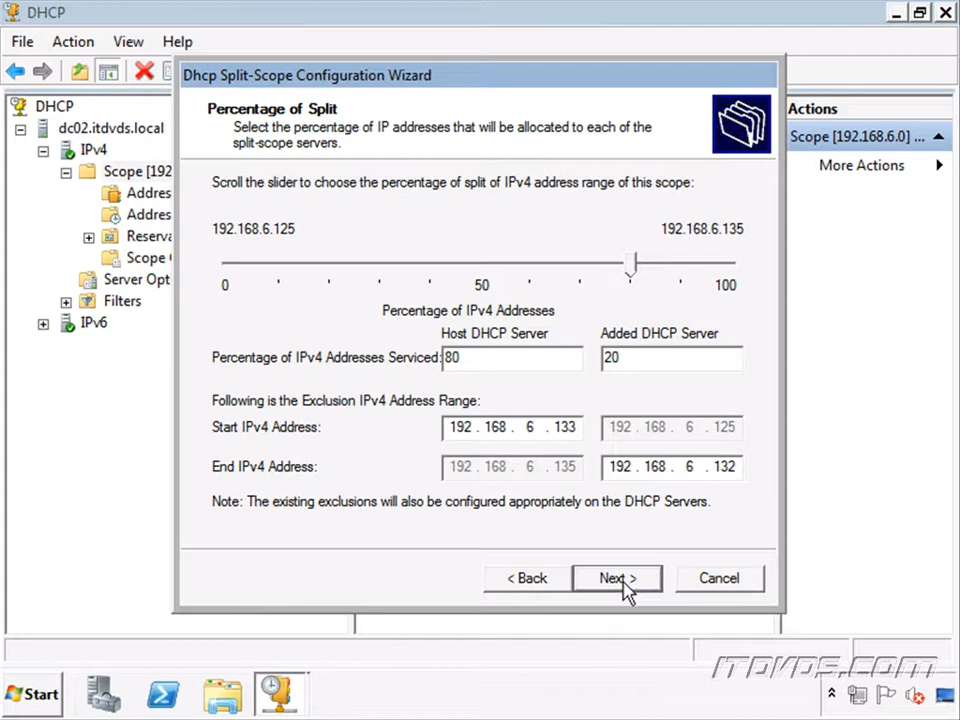 DHCP
File Action View Help
Dhcp Split-Scope Configuration Wizard
Percentage of Split
Select the percentage of IP addresses that will be allocated to each of the
split-scope servers.
DHCP
dc02.itdvds.local
IPv4
Scope [192
Addres
Addres
Reserva
Scope
Server Opt
Filters
IPv6
Scroll the slider to choose the percentage of split of IPv4 address range of this scope:
192.168.6.125 192.168.6.135
0 50 100
Percentage of IPv4 Addresses
Host DHCP Server Added DHCP Server
Percentage of IPv4 Addresses Serviced: 80 20
Following is the Exclusion IPv4 Address Range:
Start IPv4 Address: 192 . 168 . 6 . 133 192 . 168 . 6 . 125
End IPv4 Address: 192 . 168 . 6 . 135 192 . 168 . 6 . 132
Note: The existing exclusions will also be configured appropriately on the DHCP Servers.
< Back Next > Cancel
Actions
Scope [192.168.6.0] ...
More Actions
ITDVDS.COM
Start